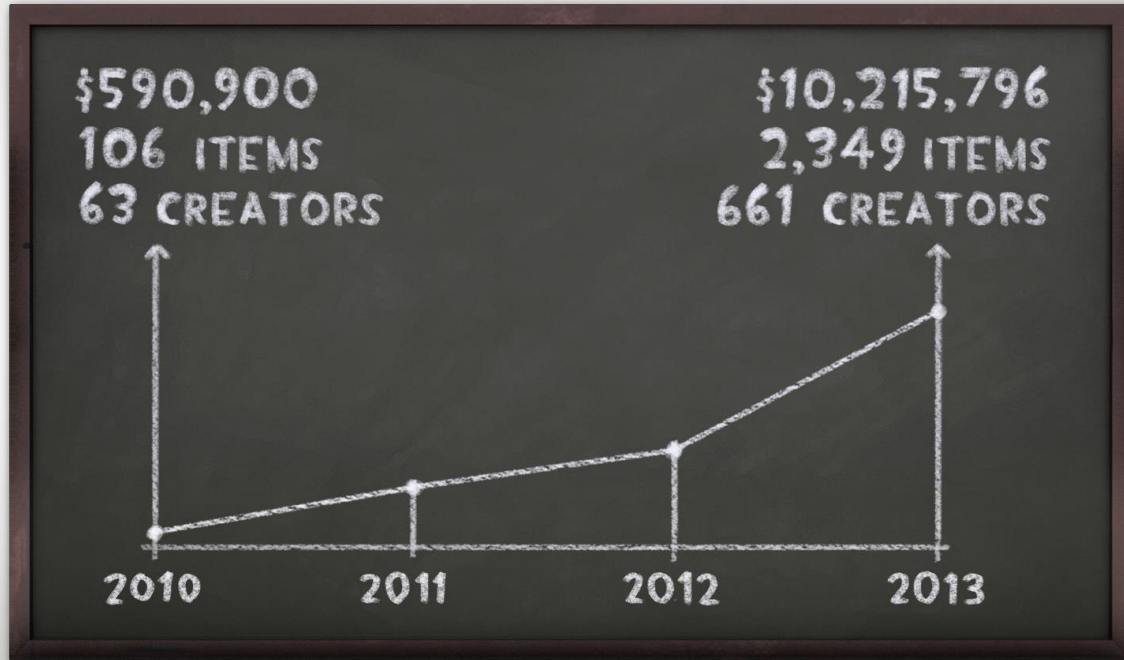 $590,900
106 ITEMS
63 CREATORS
$10,215,796
2,349 ITEMS
661 CREATORS
2010 2011 2012 2013